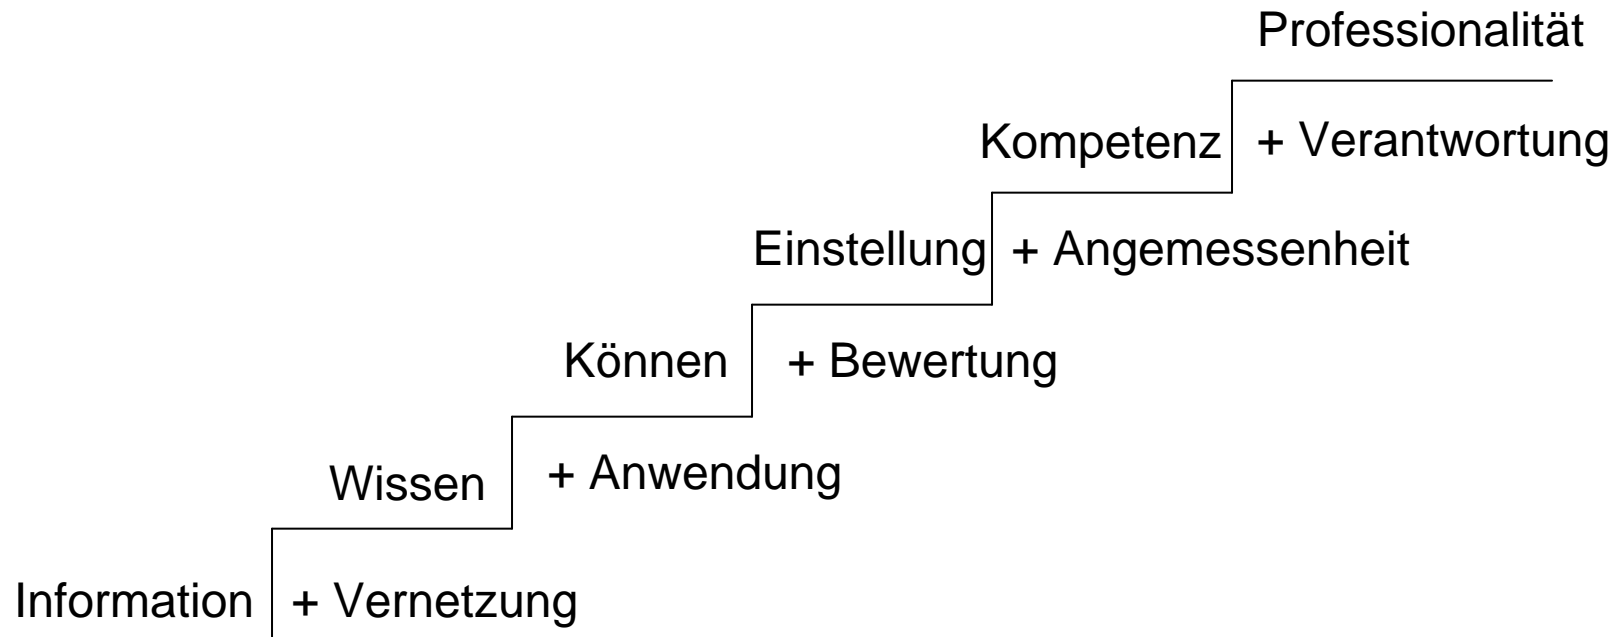 Professionalität
Kompetenz + Verantwortung
Einstellung + Angemessenheit
Können + Bewertung
Wissen + Anwendung
Information + Vernetzung